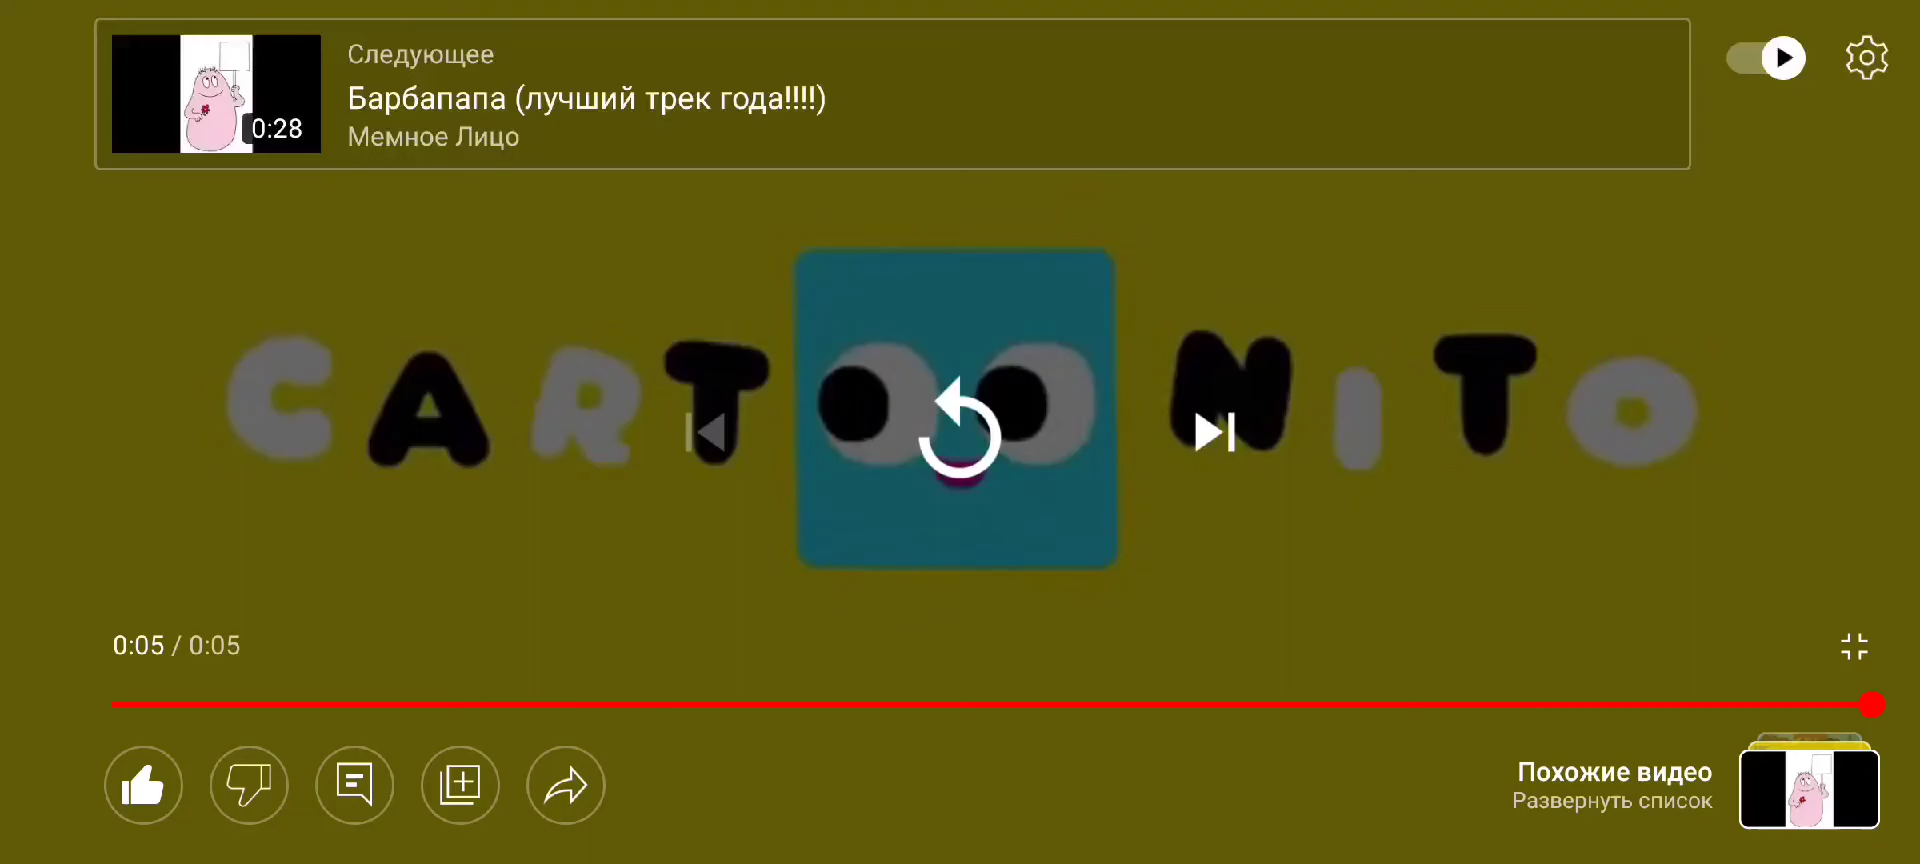 Следующее
Барбапапа (лучший трек года!!!!)
Мемное Лицо
0:28
CARTOONITO
0:05 / 0:05
Похожие видео
Развернуть список